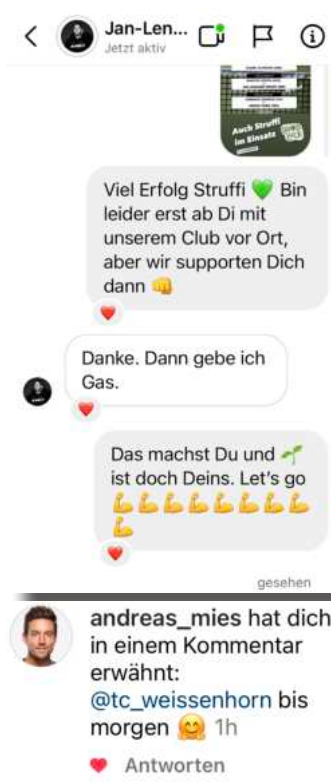 Jan-Len...
Jetzt aktiv
Auch Struffi
im Einsatz
Viel Erfolg Struffi 💚 Bin
leider erst ab Di mit
unserem Club vor Ort,
aber wir supporten Dich
dann 👊
Danke. Dann gebe ich
Gas.
Das machst Du und 🌱
ist doch Deins. Let's go
💪💪💪💪💪💪💪💪
💪
gesehen
andreas_mies hat dich
in einem Kommentar
erwähnt:
@tc_weissenhorn bis
morgen 🤗 1h
Antworten